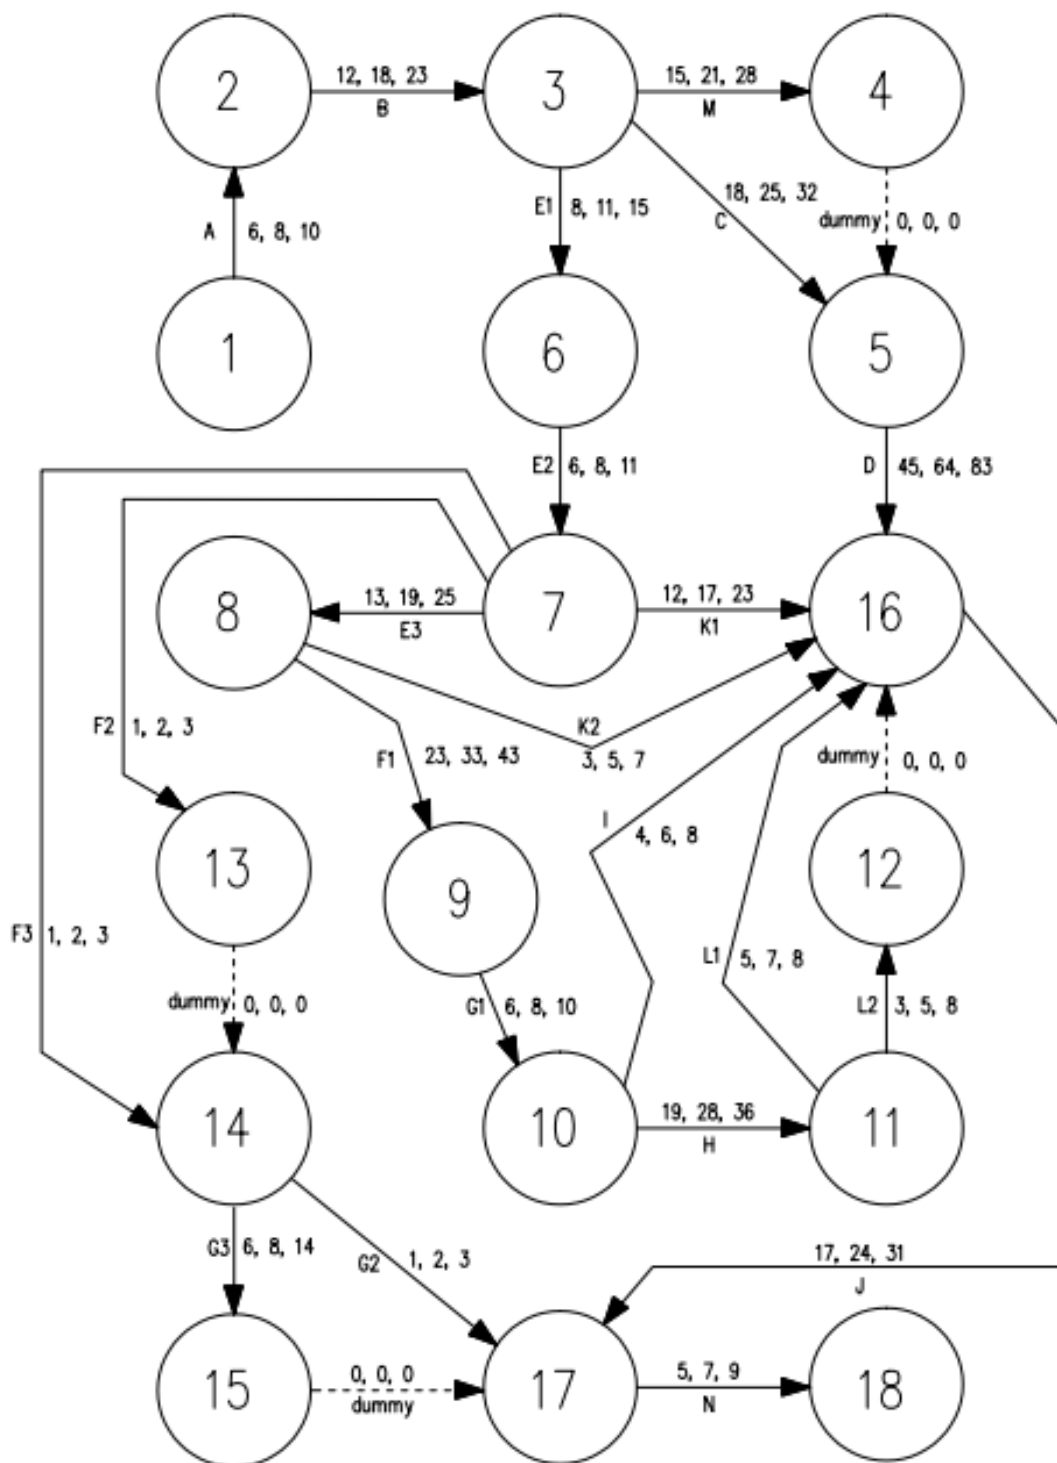 12, 18, 23
15, 21, 28
2
3
4
B
M
18, 25, 32
E1
8, 11, 15
C
A
6, 8, 10
dummy
0, 0, 0
1
6
5
E2
6, 8, 11
D
45, 64, 83
13, 19, 25
12, 17, 23
8
7
16
E3
K1
F2
1, 2, 3
K2
F1
23, 33, 43
3, 5, 7
dummy
0, 0, 0
I
4, 6, 8
13
9
12
F3
1, 2, 3
L1
5, 7, 8
dummy
0, 0, 0
G1
6, 8, 10
L2
3, 5, 8
19, 28, 36
14
10
11
H
G3
6, 8, 14
G2
1, 2, 3
17, 24, 31
J
0, 0, 0
5, 7, 9
15
17
18
dummy
N